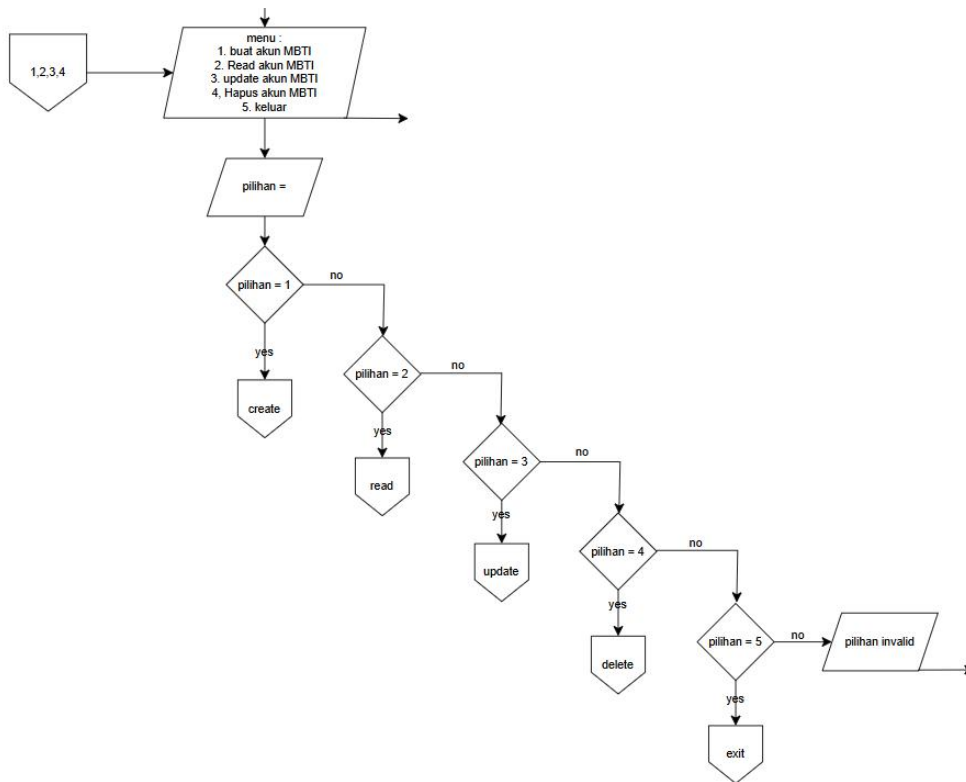 menu :
1. buat akun MBTI
2. Read akun MBTI
3. update akun MBTI
4, Hapus akun MBTI
5. keluar
1,2,3,4
pilihan =
pilihan = 1
no
yes
create
pilihan = 2
no
yes
read
pilihan = 3
no
yes
update
pilihan = 4
no
yes
delete
pilihan = 5
no
pilihan invalid
yes
exit